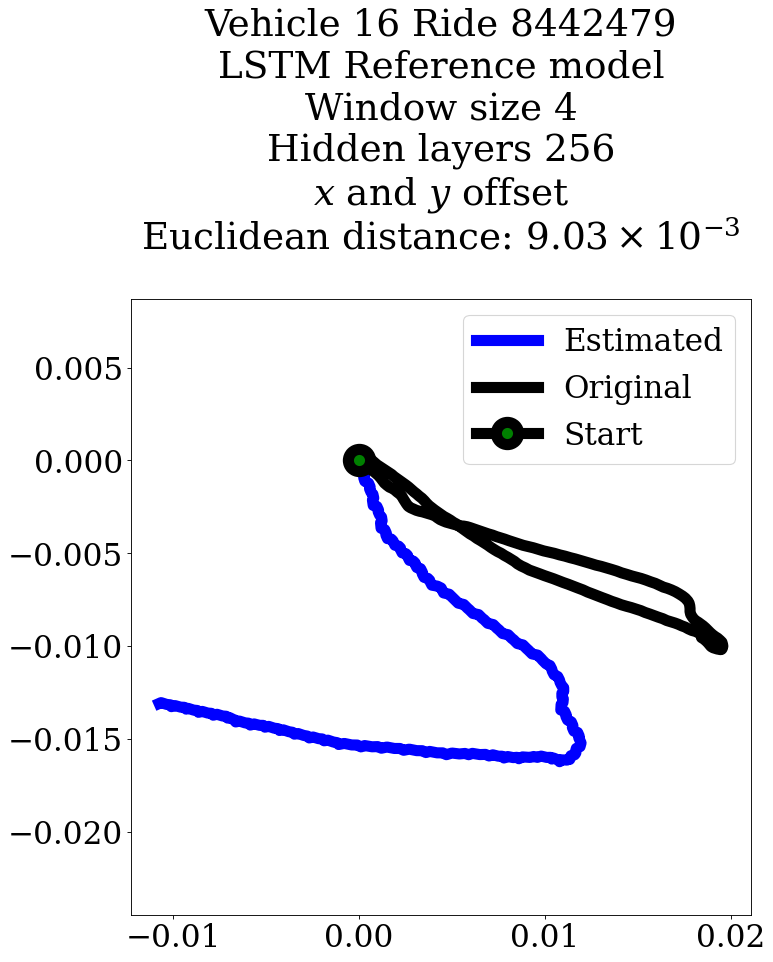 Vehicle 16 Ride 8442479
LSTM Reference model
Window size 4
Hidden layers 256
x and y offset
Euclidean distance: 9.03 × 10⁻³
Estimated
Original
Start
0.005
0.000
−0.005
−0.010
−0.015
−0.020
−0.01 0.00 0.01 0.02